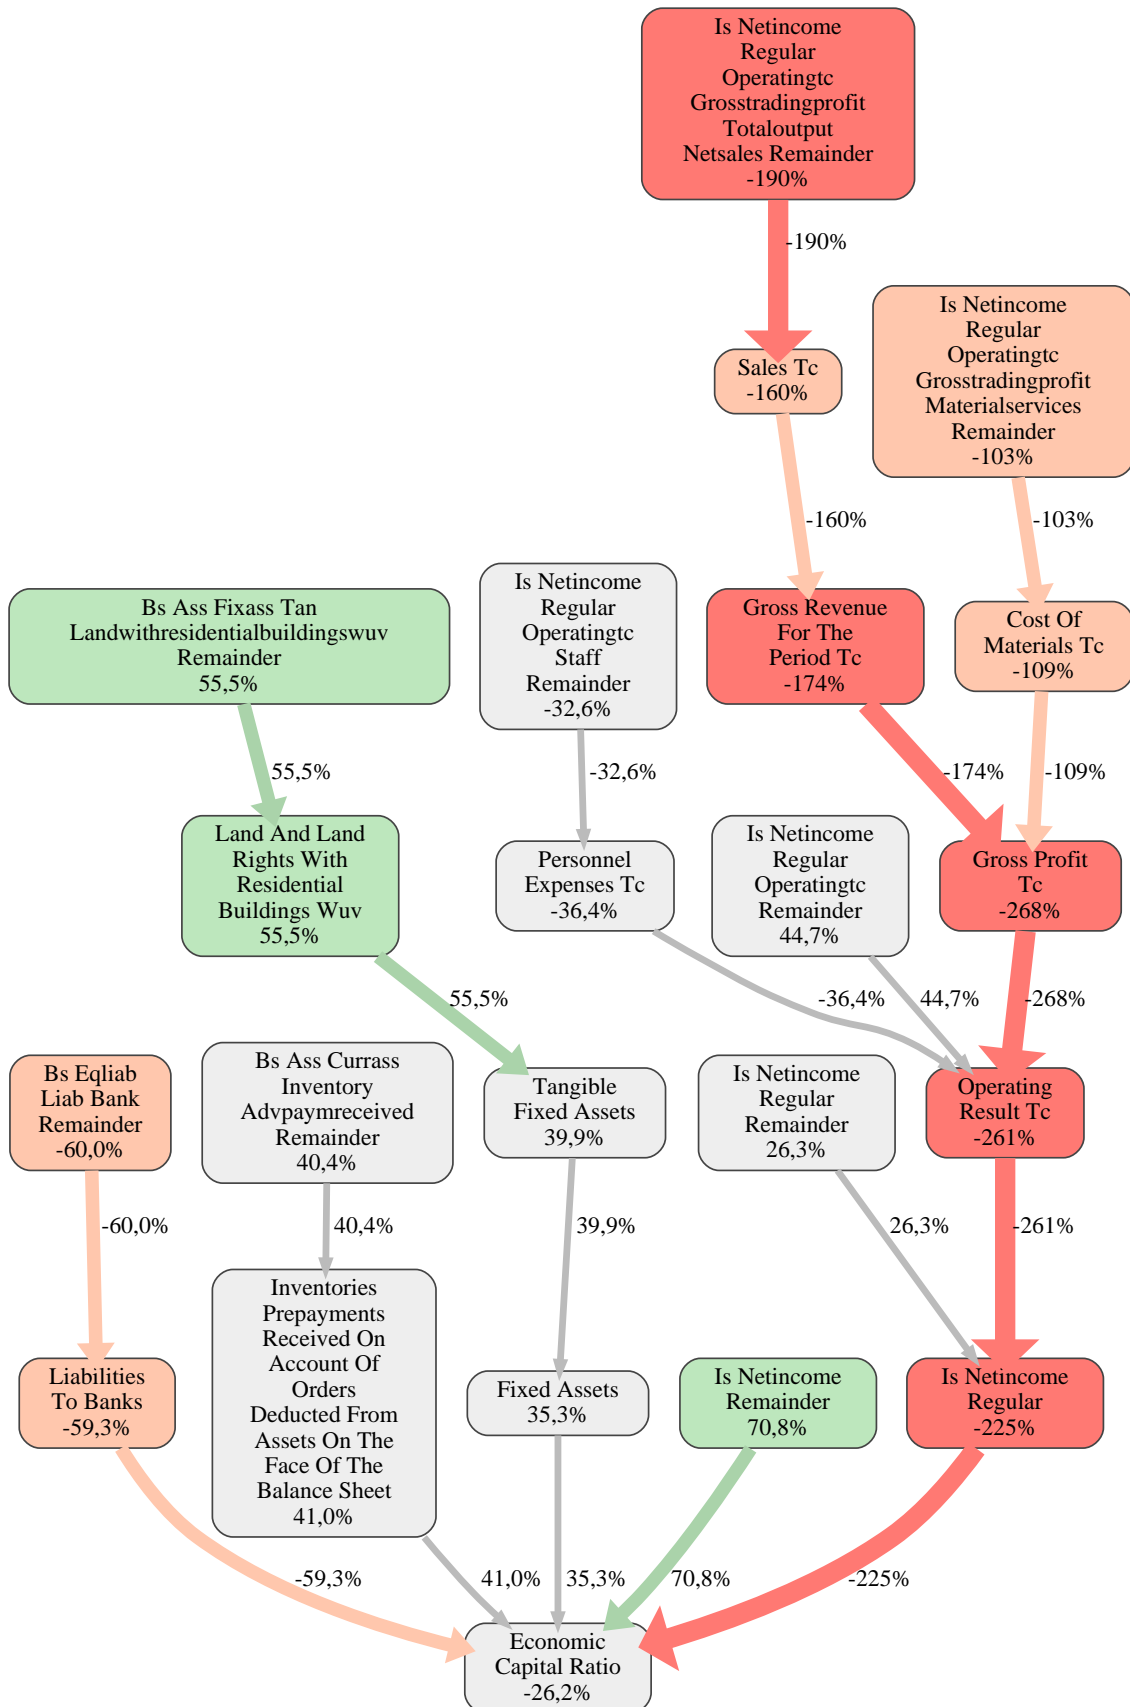 Is Netincome
Regular
Operatingtc
Grosstradingprofit
Totaloutput
Netsales Remainder
-190%
-190%
Is Netincome
Regular
Operatingtc
Grosstradingprofit
Materialservices
Remainder
-103%
Sales Tc
-160%
-160%
-103%
Bs Ass Fixass Tan
Landwithresidentialbuildingswuv
Remainder
55,5%
Is Netincome
Regular
Operatingtc
Staff
Remainder
-32,6%
Gross Revenue
For The
Period Tc
-174%
Cost Of
Materials Tc
-109%
55,5%
-32,6%
-174%
-109%
Land And Land
Rights With
Residential
Buildings Wuv
55,5%
Personnel
Expenses Tc
-36,4%
Is Netincome
Regular
Operatingtc
Remainder
44,7%
Gross Profit
Tc
-268%
55,5%
-36,4%
44,7%
-268%
Bs Eqliab
Liab Bank
Remainder
-60,0%
Bs Ass Currass
Inventory
Advpaymreceived
Remainder
40,4%
Tangible
Fixed Assets
39,9%
Is Netincome
Regular
Remainder
26,3%
Operating
Result Tc
-261%
-60,0%
40,4%
39,9%
26,3%
-261%
Liabilities
To Banks
-59,3%
Inventories
Prepayments
Received On
Account Of
Orders
Deducted From
Assets On The
Face Of The
Balance Sheet
41,0%
Fixed Assets
35,3%
Is Netincome
Remainder
70,8%
Is Netincome
Regular
-225%
-59,3%
41,0%
35,3%
70,8%
-225%
Economic
Capital Ratio
-26,2%